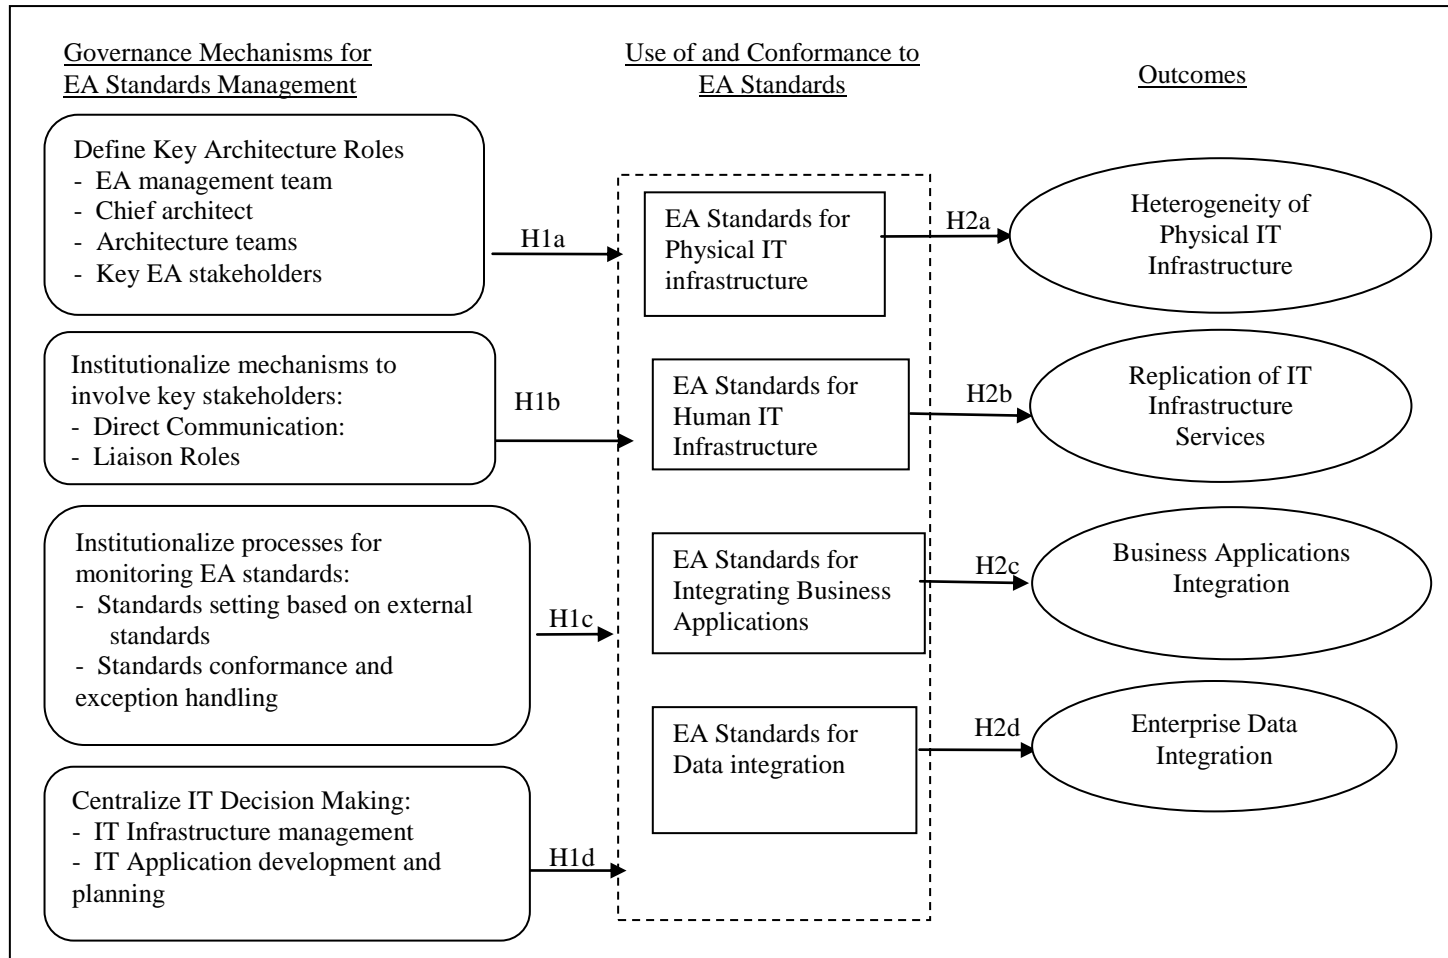 Governance Mechanisms for
EA Standards Management
Use of and Conformance to
EA Standards
Outcomes
Define Key Architecture Roles
- EA management team
- Chief architect
- Architecture teams
- Key EA stakeholders
H1a
EA Standards for
Physical IT
infrastructure
H2a
Heterogeneity of
Physical IT
Infrastructure
Institutionalize mechanisms to
involve key stakeholders:
- Direct Communication:
- Liaison Roles
H1b
EA Standards for
Human IT
Infrastructure
H2b
Replication of IT
Infrastructure
Services
Institutionalize processes for
monitoring EA standards:
- Standards setting based on external
standards
- Standards conformance and
exception handling
H1c
EA Standards for
Integrating Business
Applications
H2c
Business Applications
Integration
EA Standards for
Data integration
H2d
Enterprise Data
Integration
Centralize IT Decision Making:
- IT Infrastructure management
- IT Application development and
planning
H1d